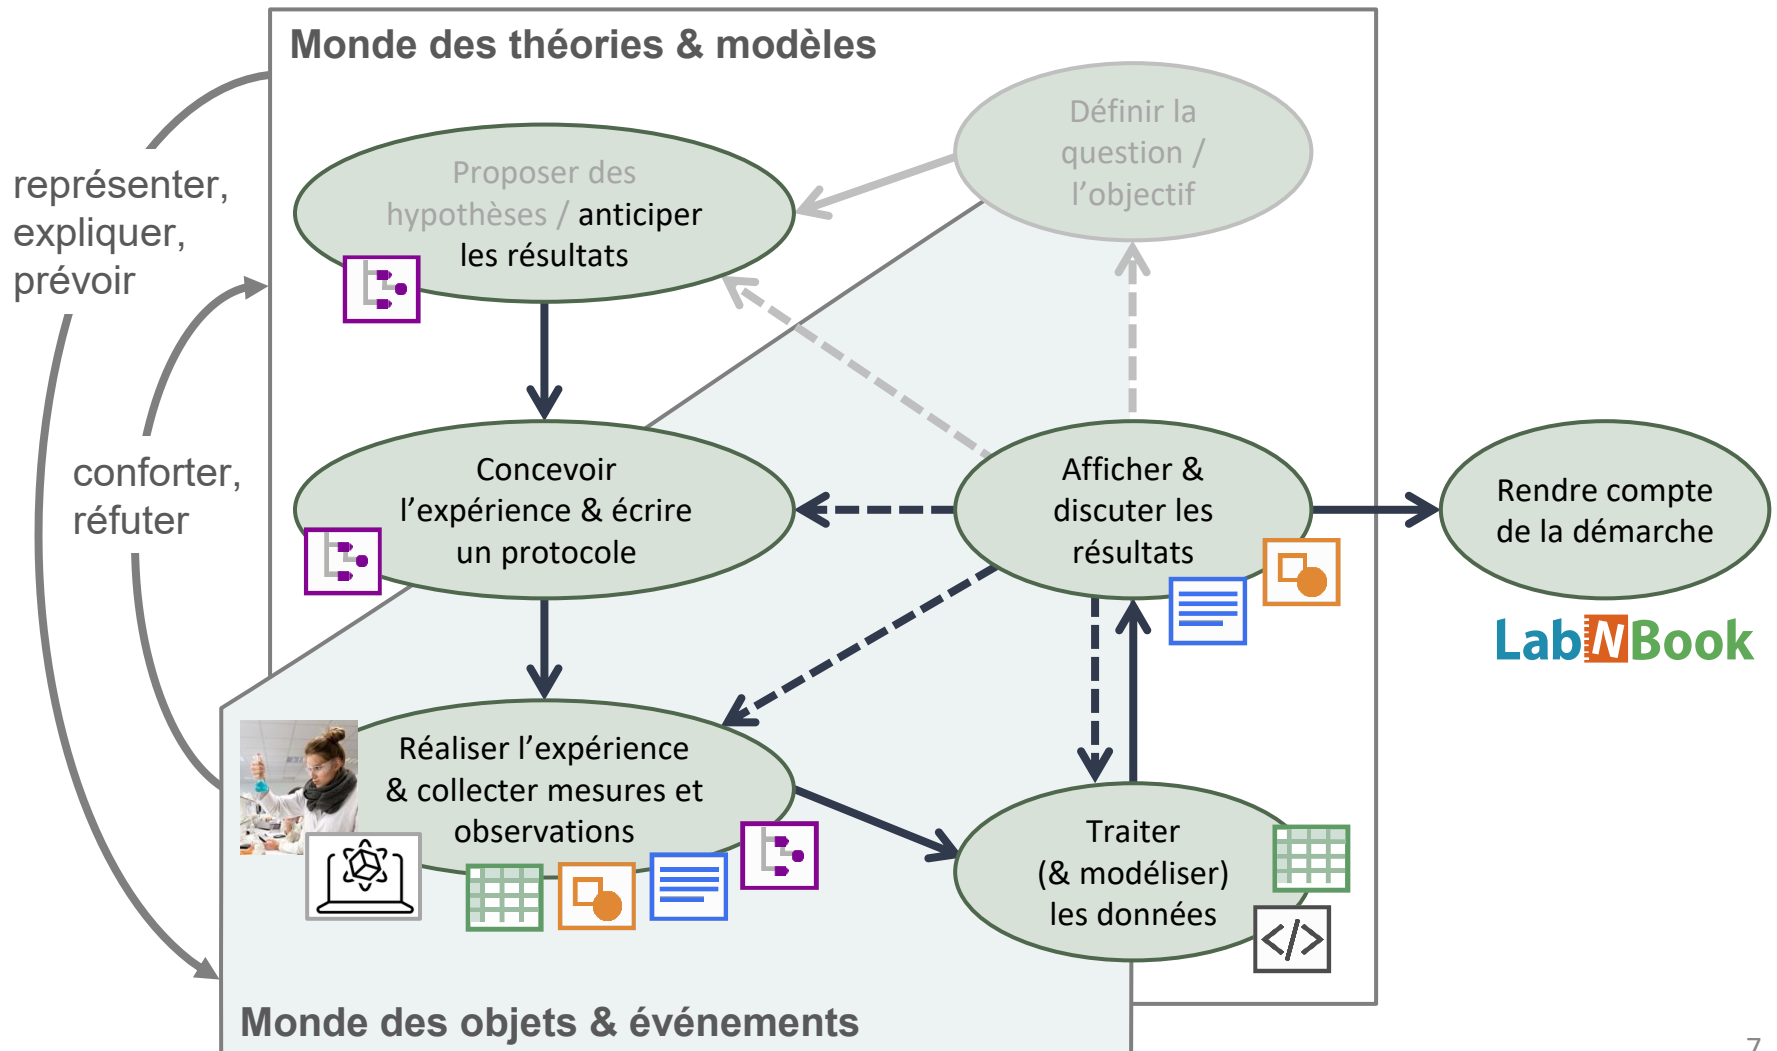 Monde des théories & modèles
Définir la
question /
l’objectif
Proposer des
hypothèses / anticiper
les résultats
représenter,
expliquer,
prévoir
conforter,
réfuter
Concevoir
l’expérience & écrire
un protocole
Afficher &
discuter les
résultats
Rendre compte
de la démarche
LabNBook
Réaliser l’expérience
& collecter mesures et
observations
Traiter
(& modéliser)
les données
</>
Monde des objets & événements
7